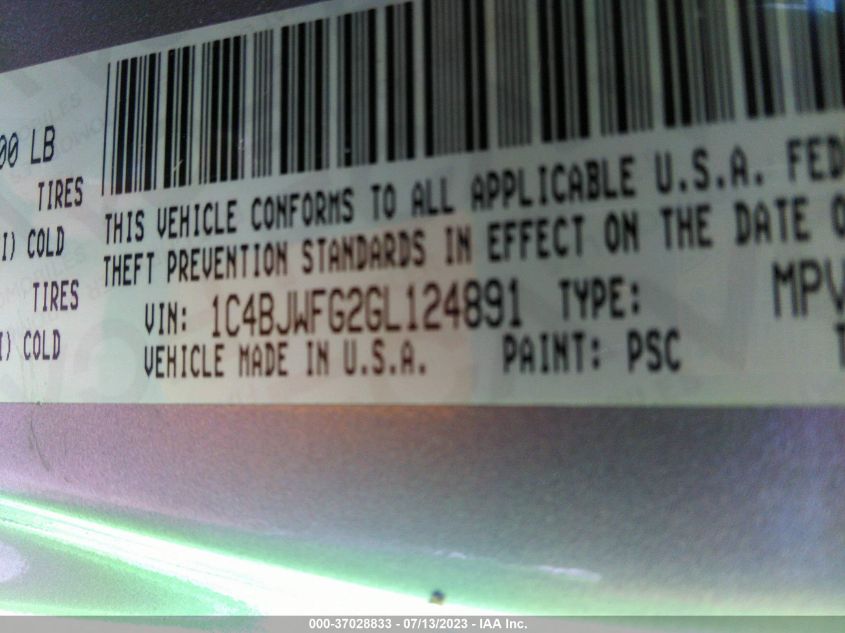 00 LB
TIRES
I) COLD
TIRES
I) COLD
THIS VEHICLE CONFORMS TO ALL APPLICABLE U.S.A. FED
THEFT PREVENTION STANDARDS IN EFFECT ON THE DATE O
VIN: 1C4BJWFG2GL124891 TYPE: MPV
VEHICLE MADE IN U.S.A. PAINT: PSC
000-37028833 - 07/13/2023 - IAA Inc.